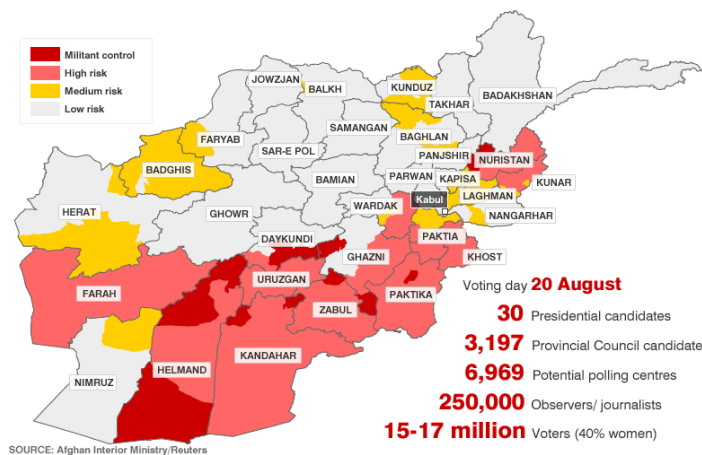 Militant control
High risk
Medium risk
Low risk
JOWZJAN
BALKH
KUNDUZ
TAKHAR
BADAKHSHAN
FARYAB
SAMANGAN
BAGHLAN
SAR-E POL
PANJSHIR
NURISTAN
BADGHIS
BAMIAN
PARWAN
KAPISA
KUNAR
LAGHMAN
Kabul
HERAT
GHOWR
WARDAK
NANGARHAR
DAYKUNDI
PAKTIA
GHAZNI
KHOST
URUZGAN
FARAH
PAKTIKA
ZABUL
KANDAHAR
HELMAND
NIMRUZ
Voting day 20 August
30 Presidential candidates
3,197 Provincial Council candidate
6,969 Potential polling centres
250,000 Observers/ journalists
15-17 million Voters (40% women)
SOURCE: Afghan Interior Ministry/Reuters